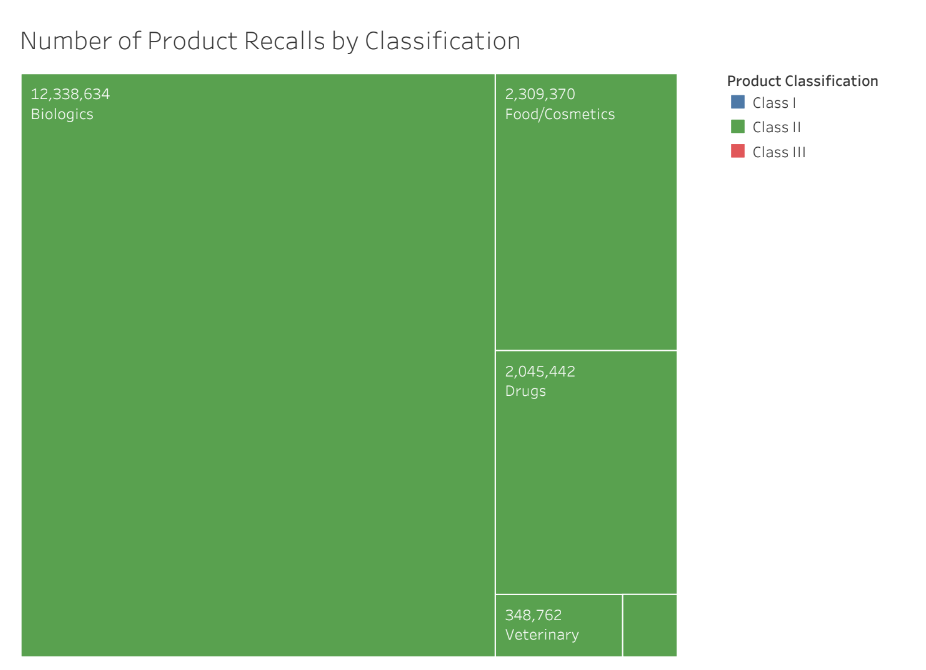 Number of Product Recalls by Classification
12,338,634
Biologics
2,309,370
Food/Cosmetics
2,045,442
Drugs
348,762
Veterinary
Product Classification
Class I
Class II
Class III